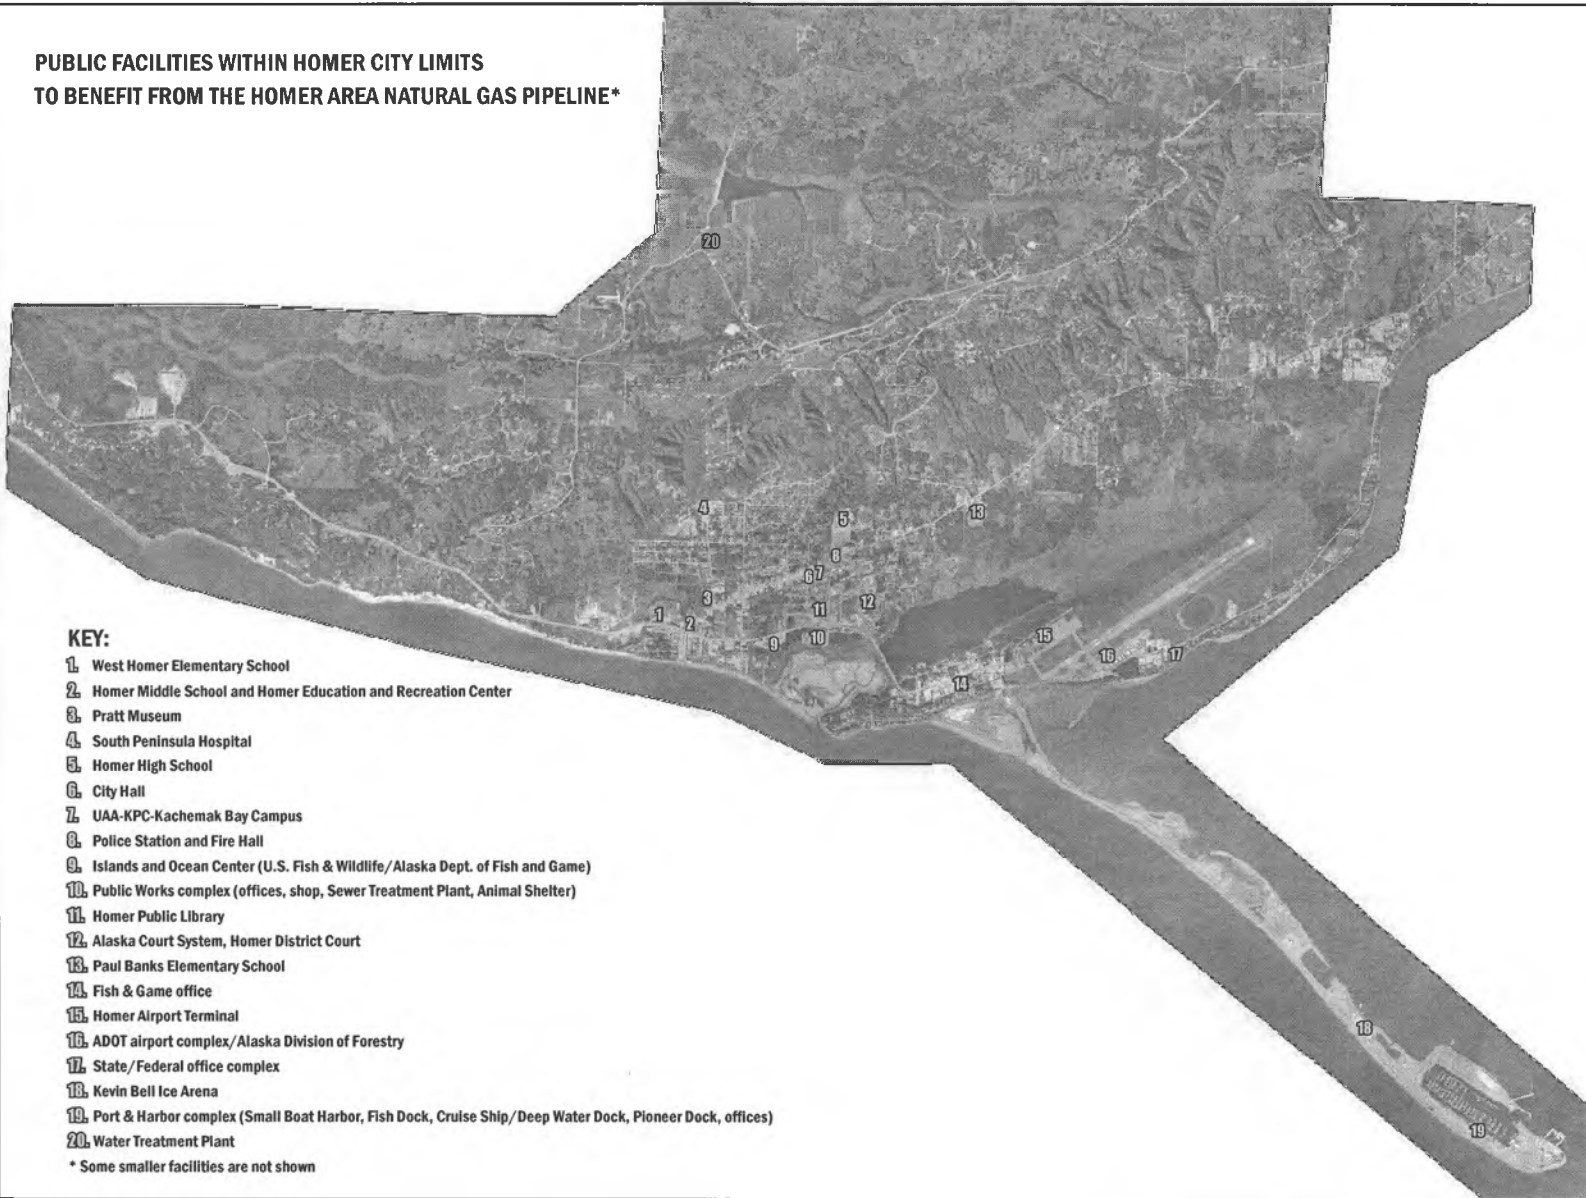 PUBLIC FACILITIES WITHIN HOMER CITY LIMITS
TO BENEFIT FROM THE HOMER AREA NATURAL GAS PIPELINE*
20
4
5
13
8
6 7
3
11
12
1
2
10
9
15
16
17
14
18
19
KEY:
1. West Homer Elementary School
2. Homer Middle School and Homer Education and Recreation Center
3. Pratt Museum
4. South Peninsula Hospital
5. Homer High School
6. City Hall
7. UAA-KPC-Kachemak Bay Campus
8. Police Station and Fire Hall
9. Islands and Ocean Center (U.S. Fish & Wildlife/Alaska Dept. of Fish and Game)
10. Public Works complex (offices, shop, Sewer Treatment Plant, Animal Shelter)
11. Homer Public Library
12. Alaska Court System, Homer District Court
13. Paul Banks Elementary School
14. Fish & Game office
15. Homer Airport Terminal
16. ADOT airport complex/Alaska Division of Forestry
17. State/Federal office complex
18. Kevin Bell Ice Arena
19. Port & Harbor complex (Small Boat Harbor, Fish Dock, Cruise Ship/Deep Water Dock, Pioneer Dock, offices)
20. Water Treatment Plant
* Some smaller facilities are not shown